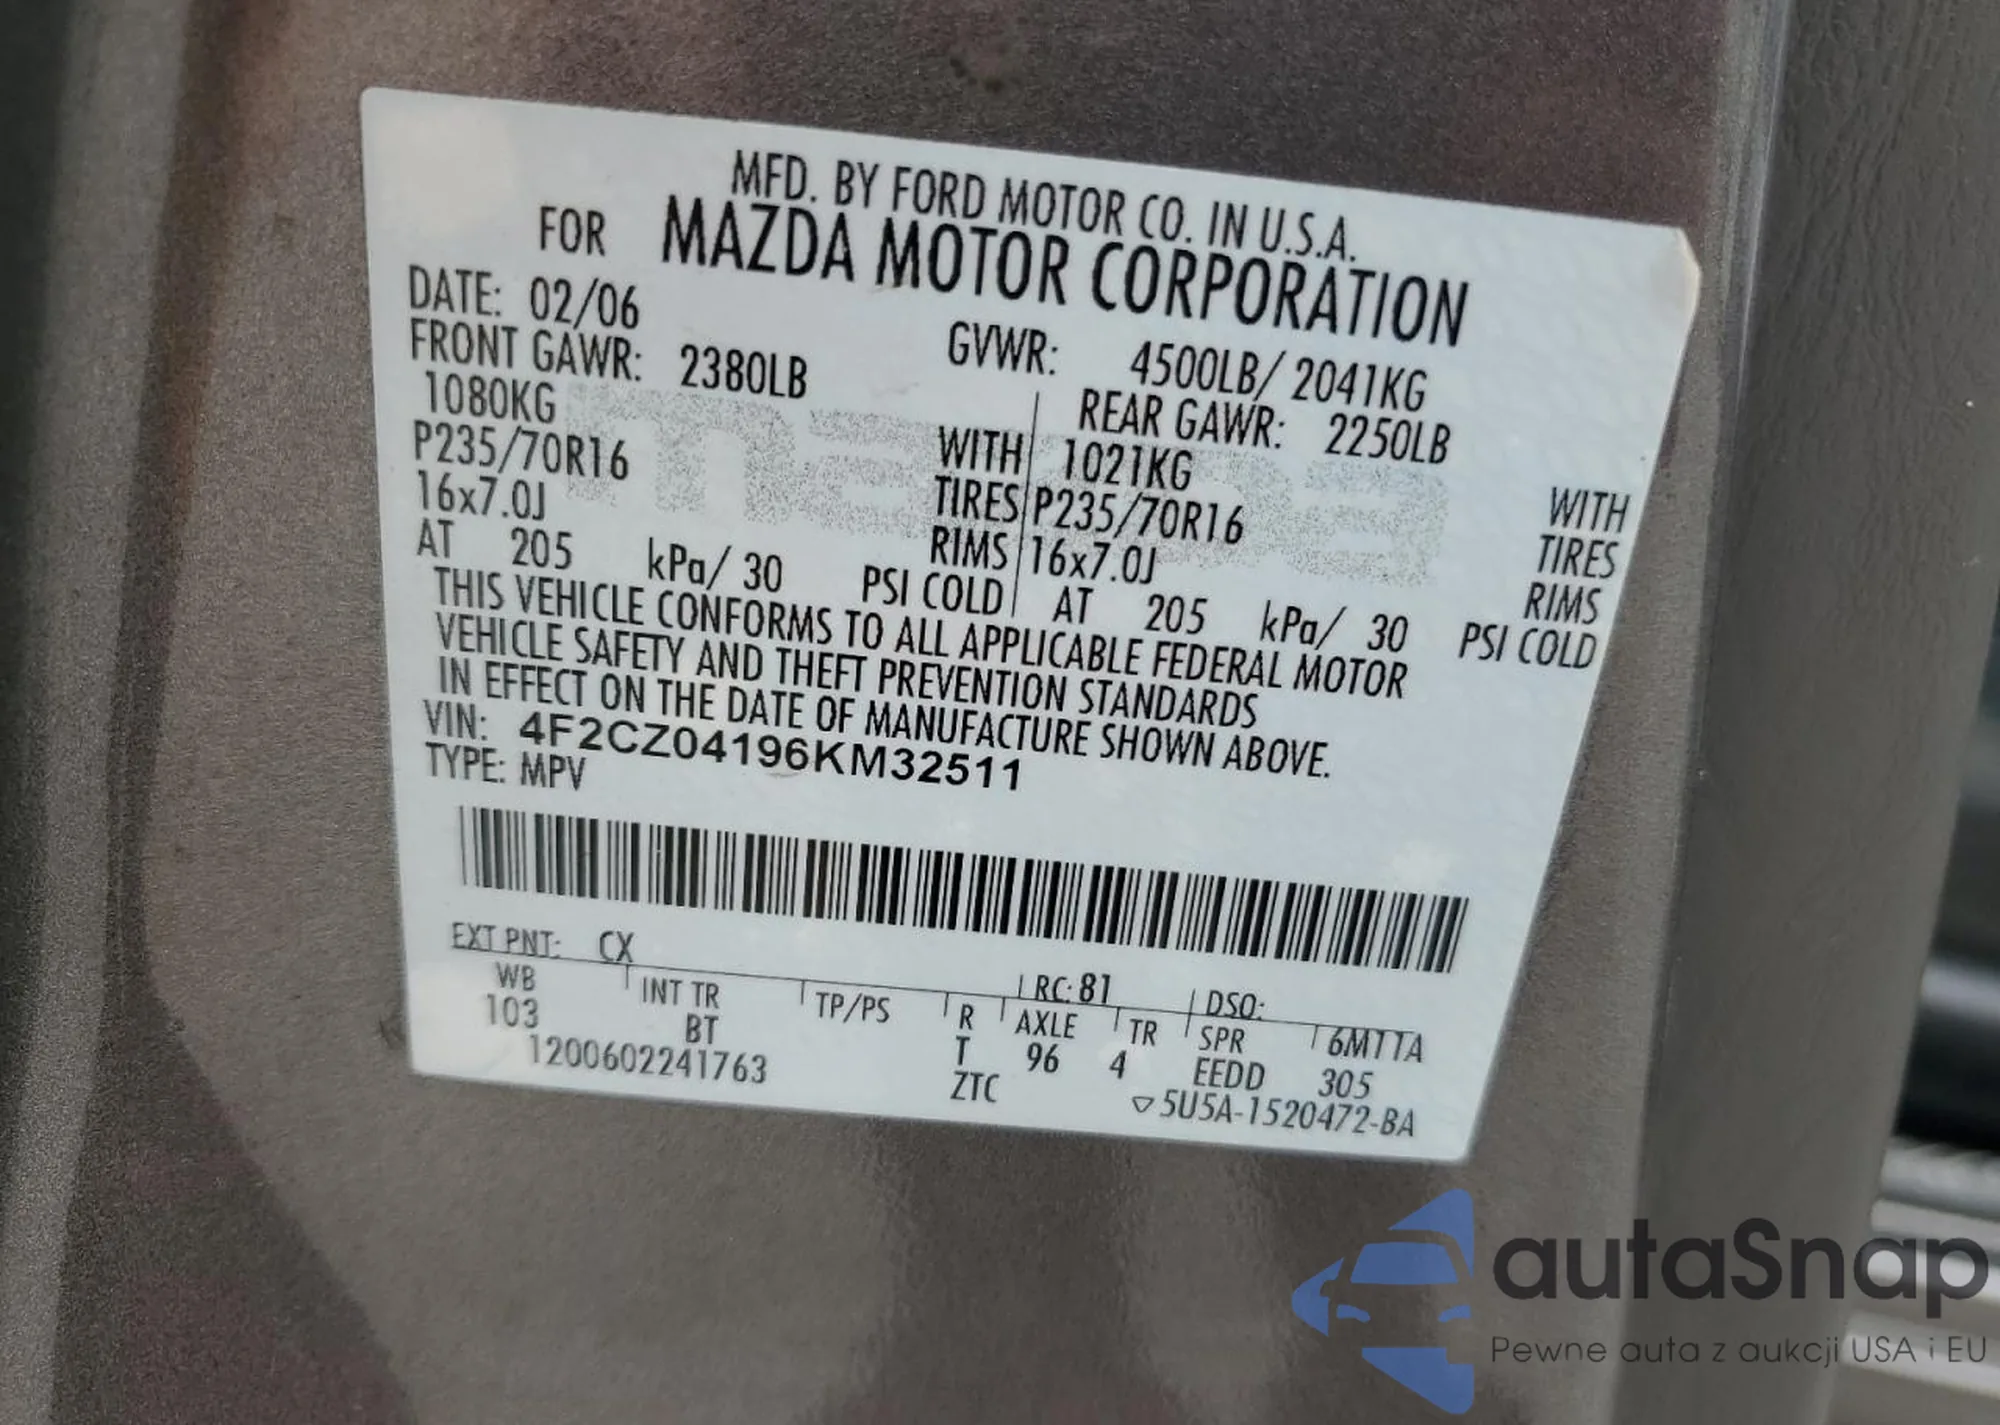 MFD. BY FORD MOTOR CO. IN U.S.A.
FOR MAZDA MOTOR CORPORATION
DATE: 02/06 GVWR: 4500LB/ 2041KG
FRONT GAWR: 2380LB REAR GAWR: 2250LB
1080KG WITH 1021KG WITH
P235/70R16 TIRES P235/70R16 TIRES
16x7.0J RIMS 16x7.0J RIMS
AT 205 kPa/ 30 PSI COLD AT 205 kPa/ 30 PSI COLD
THIS VEHICLE CONFORMS TO ALL APPLICABLE FEDERAL MOTOR
VEHICLE SAFETY AND THEFT PREVENTION STANDARDS
IN EFFECT ON THE DATE OF MANUFACTURE SHOWN ABOVE.
VIN: 4F2CZ04196KM32511
TYPE: MPV
mazda
EXT PNT: CX RC: 81 DSO:
WB INT TR TP/PS R AXLE TR SPR 6MTTA
103 BT T 96 4 EEDD 305
1200602241763 ZTC ▽5U5A-1520472-BA
autaSnap
Pewne auta z aukcji USA i EU